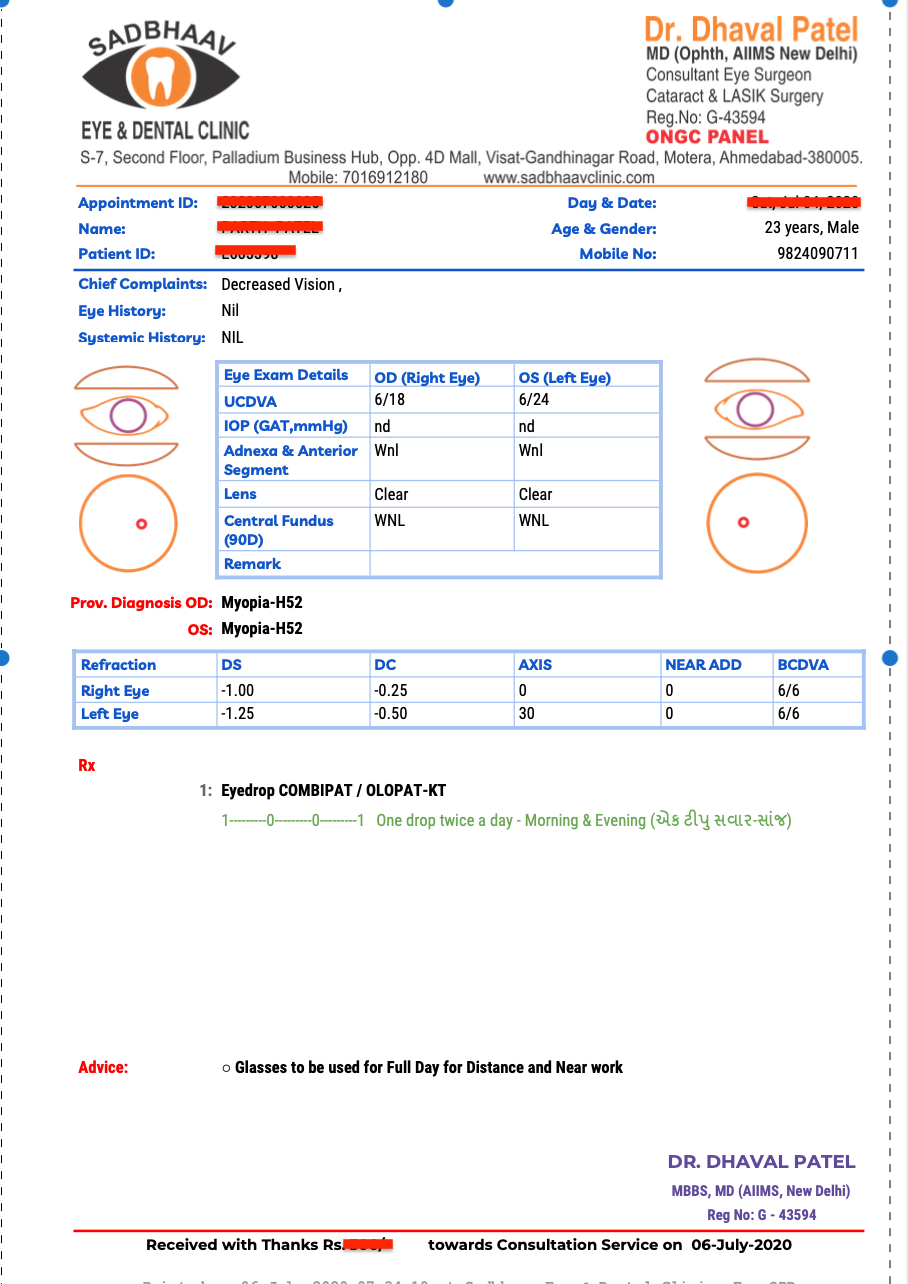 SADBHAAV
EYE & DENTAL CLINIC
Dr. Dhaval Patel
MD (Ophth, AIIMS New Delhi)
Consultant Eye Surgeon
Cataract & LASIK Surgery
Reg.No: G-43594
ONGC PANEL
S-7, Second Floor, Palladium Business Hub, Opp. 4D Mall, Visat-Gandhinagar Road, Motera, Ahmedabad-380005.
Mobile: 7016912180 www.sadbhaavclinic.com
Appointment ID: Day & Date:
Name: Age & Gender: 23 years, Male
Patient ID: Mobile No: 9824090711
Chief Complaints: Decreased Vision ,
Eye History: Nil
Systemic History: NIL
Eye Exam Details OD (Right Eye) OS (Left Eye)
UCDVA 6/18 6/24
IOP (GAT,mmHg) nd nd
Adnexa & Anterior Wnl Wnl
Segment
Lens Clear Clear
Central Fundus WNL WNL
(90D)
Remark
Prov. Diagnosis OD: Myopia-H52
OS: Myopia-H52
Refraction DS DC AXIS NEAR ADD BCDVA
Right Eye -1.00 -0.25 0 0 6/6
Left Eye -1.25 -0.50 30 0 6/6
Rx
1: Eyedrop COMBIPAT / OLOPAT-KT
1---------0---------0---------1 One drop twice a day - Morning & Evening (એક ટીપુ સવાર-સાંજ)
Advice: ○ Glasses to be used for Full Day for Distance and Near work
DR. DHAVAL PATEL
MBBS, MD (AIIMS, New Delhi)
Reg No: G - 43594
Received with Thanks Rs. towards Consultation Service on 06-July-2020